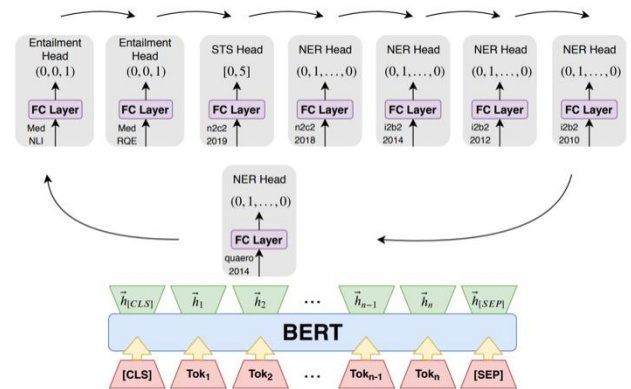 Entailment Head
(0, 0, 1)
FC Layer
Med NLI
Entailment Head
(0, 0, 1)
FC Layer
Med RQE
STS Head
[0, 5]
FC Layer
n2c2 2019
NER Head
(0, 1, . . . , 0)
FC Layer
n2c2 2018
NER Head
(0, 1, . . . , 0)
FC Layer
i2b2 2014
NER Head
(0, 1, . . . , 0)
FC Layer
i2b2 2012
NER Head
(0, 1, . . . , 0)
FC Layer
i2b2 2010
NER Head
(0, 1, . . . , 0)
FC Layer
quaero 2014
h⃗[CLS] h⃗1 h⃗2 ... h⃗n−1 h⃗n h⃗[SEP]
BERT
[CLS] Tok1 Tok2 ... Tokn-1 Tokn [SEP]